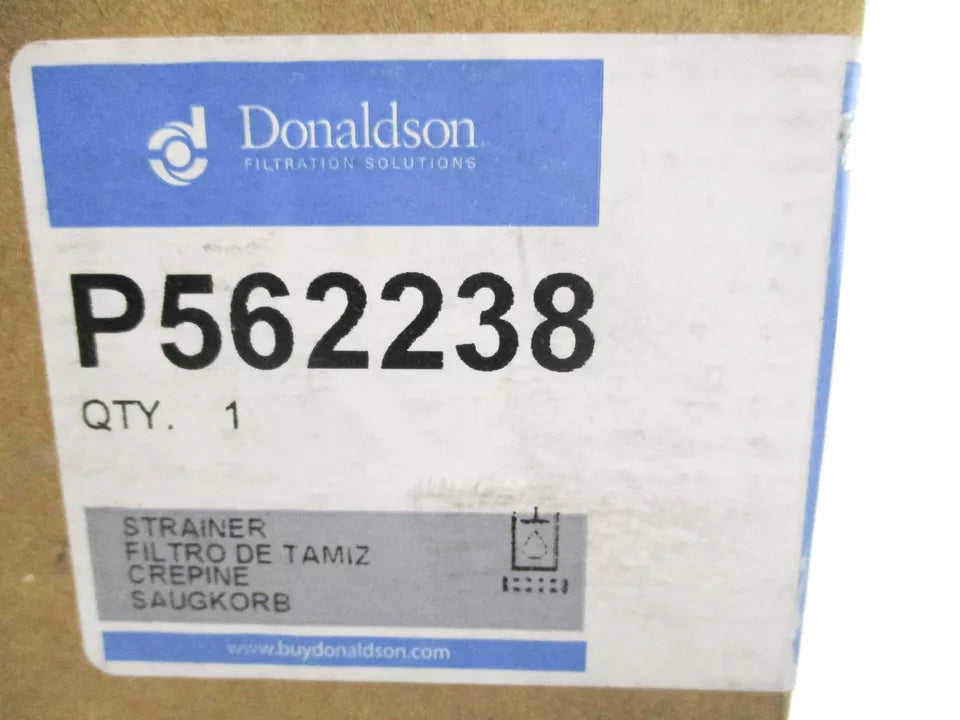 Donaldson
FILTRATION SOLUTIONS
P562238
QTY. 1
STRAINER
FILTRO DE TAMIZ
CREPINE
SAUGKORB
www.buydonaldson.com